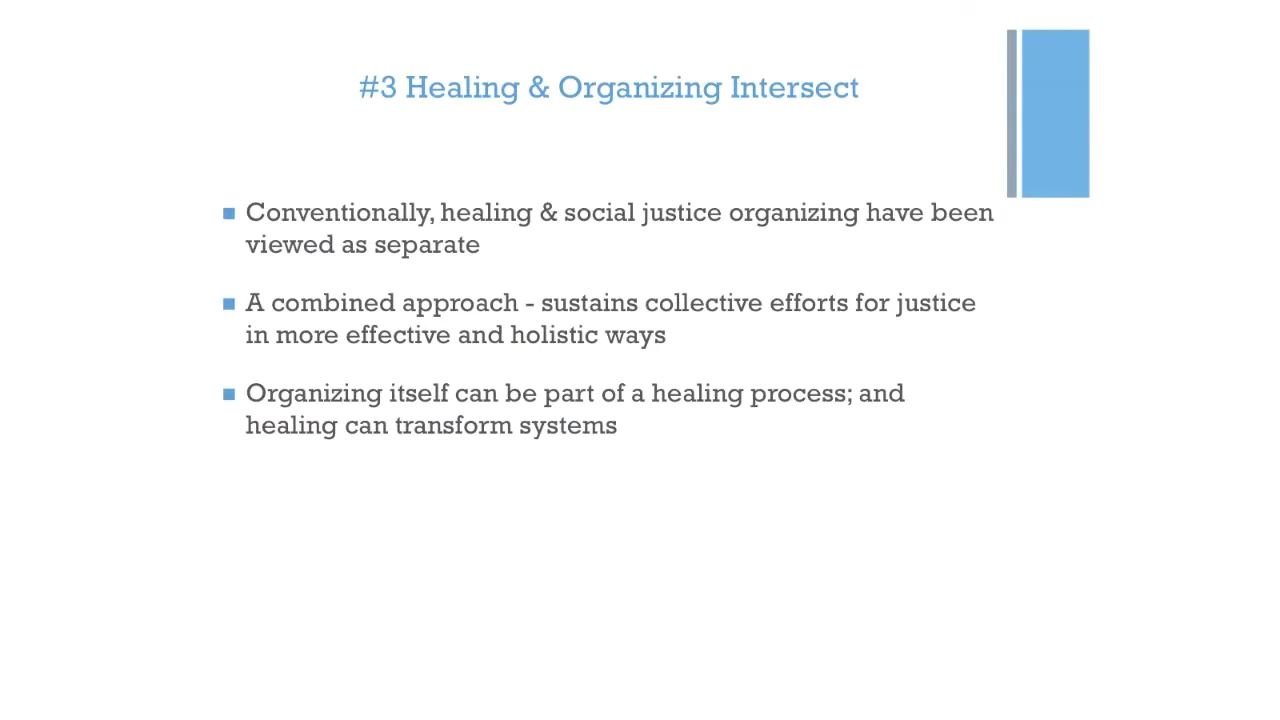 #3 Healing & Organizing Intersect
Conventionally, healing & social justice organizing have been
viewed as separate
A combined approach - sustains collective efforts for justice
in more effective and holistic ways
Organizing itself can be part of a healing process; and
healing can transform systems